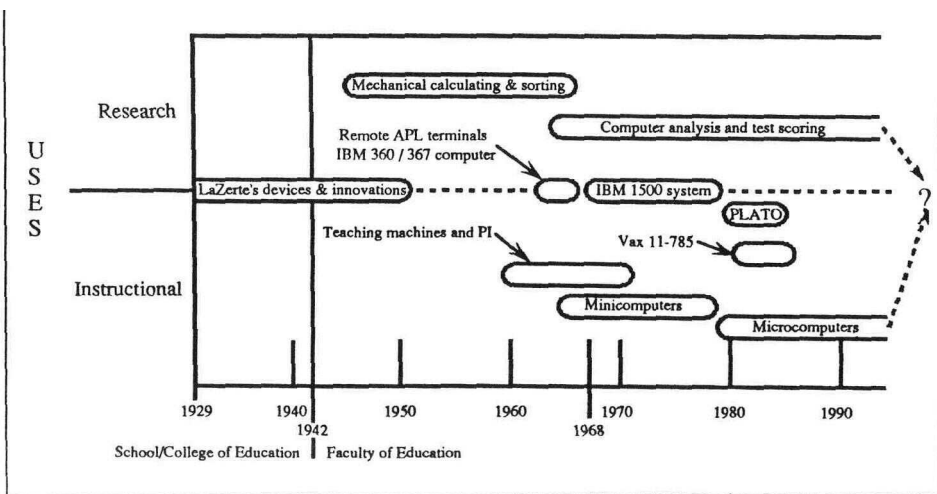 Mechanical calculating & sorting
Research
Computer analysis and test scoring
Remote APL terminals
IBM 360 / 367 computer
USES
LaZerte's devices & innovations
IBM 1500 system
?
PLATO
Teaching machines and PI
Vax 11-785
Instructional
Minicomputers
Microcomputers
1929
1940
1950
1960
1970
1980
1990
1942
1968
School/College of Education
Faculty of Education